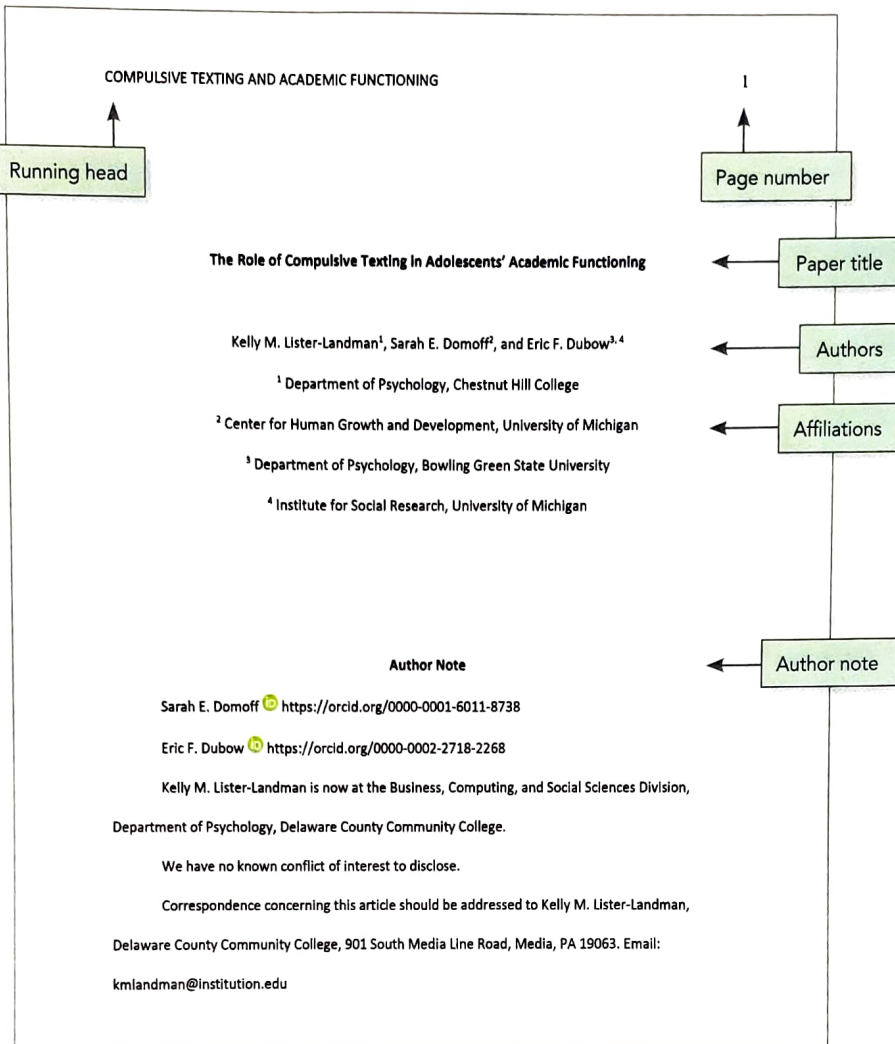 COMPULSIVE TEXTING AND ACADEMIC FUNCTIONING 1
Running head
Page number
The Role of Compulsive Texting in Adolescents' Academic Functioning
Paper title
Kelly M. Lister-Landman¹, Sarah E. Domoff², and Eric F. Dubow³,⁴
Authors
¹ Department of Psychology, Chestnut Hill College
² Center for Human Growth and Development, University of Michigan
Affiliations
³ Department of Psychology, Bowling Green State University
⁴ Institute for Social Research, University of Michigan
Author Note
Author note
Sarah E. Domoff iD https://orcid.org/0000-0001-6011-8738
Eric F. Dubow iD https://orcid.org/0000-0002-2718-2268
Kelly M. Lister-Landman is now at the Business, Computing, and Social Sciences Division,
Department of Psychology, Delaware County Community College.
We have no known conflict of interest to disclose.
Correspondence concerning this article should be addressed to Kelly M. Lister-Landman,
Delaware County Community College, 901 South Media Line Road, Media, PA 19063. Email:
kmlandman@institution.edu